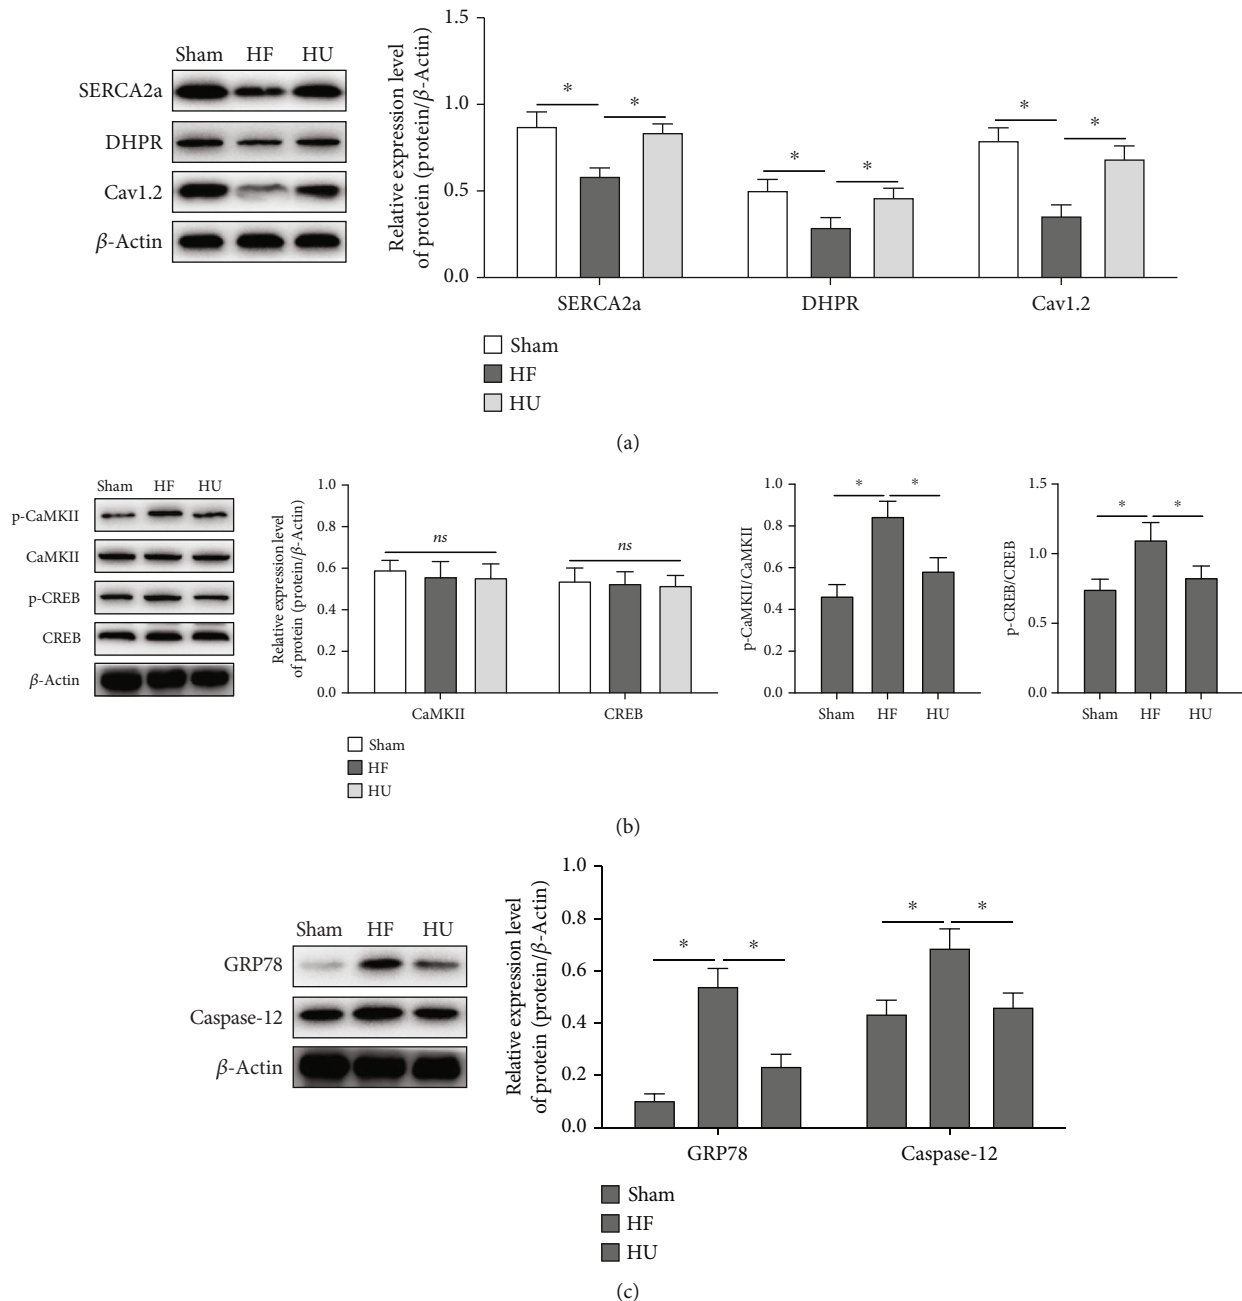 Sham HF HU
SERCA2a
DHPR
Cav1.2
β-Actin
Relative expression level
of protein (protein/β-Actin)
1.5
1.0
0.5
0.0
* * * * * *
SERCA2a DHPR Cav1.2
Sham
HF
HU
(a)
Sham HF HU
p-CaMKII
CaMKII
p-CREB
CREB
β-Actin
Relative expression level
of protein (protein/β-Actin)
1.0
0.8
0.6
0.4
0.2
0.0
ns ns
CaMKII CREB
Sham
HF
HU
p-CaMKII/CaMKII
1.0
0.8
0.6
0.4
0.2
0.0
* *
Sham HF HU
p-CREB/CREB
1.5
1.0
0.5
0.0
* *
Sham HF HU
(b)
Sham HF HU
GRP78
Caspase-12
β-Actin
Relative expression level
of protein (protein/β-Actin)
1.0
0.8
0.6
0.4
0.2
0.0
* * * *
GRP78 Caspase-12
Sham
HF
HU
(c)